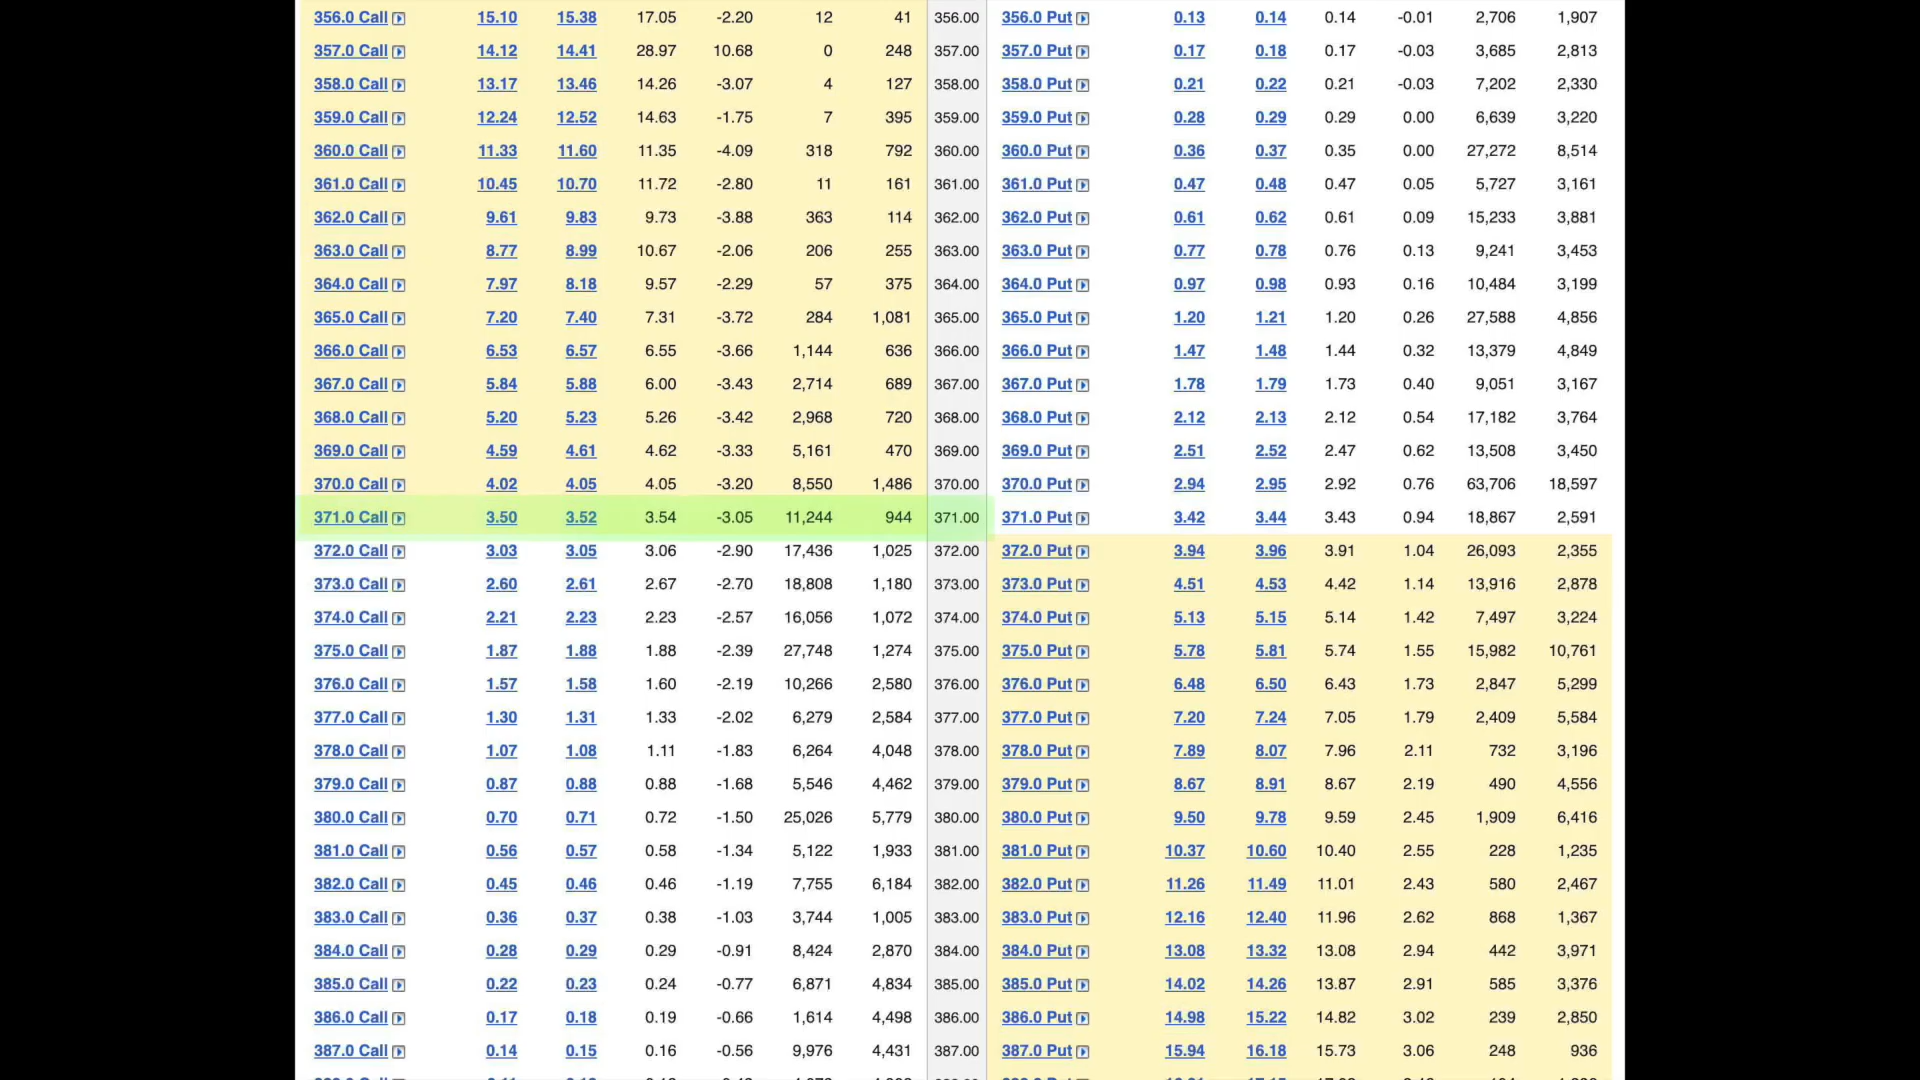 356.0 Call 15.10 15.38 17.05 -2.20 12 41 356.00 356.0 Put 0.13 0.14 0.14 -0.01 2,706 1,907
357.0 Call 14.12 14.41 28.97 10.68 0 248 357.00 357.0 Put 0.17 0.18 0.17 -0.03 3,685 2,813
358.0 Call 13.17 13.46 14.26 -3.07 4 127 358.00 358.0 Put 0.21 0.22 0.21 -0.03 7,202 2,330
359.0 Call 12.24 12.52 14.63 -1.75 7 395 359.00 359.0 Put 0.28 0.29 0.29 0.00 6,639 3,220
360.0 Call 11.33 11.60 11.35 -4.09 318 792 360.00 360.0 Put 0.36 0.37 0.35 0.00 27,272 8,514
361.0 Call 10.45 10.70 11.72 -2.80 11 161 361.00 361.0 Put 0.47 0.48 0.47 0.05 5,727 3,161
362.0 Call 9.61 9.83 9.73 -3.88 363 114 362.00 362.0 Put 0.61 0.62 0.61 0.09 15,233 3,881
363.0 Call 8.77 8.99 10.67 -2.06 206 255 363.00 363.0 Put 0.77 0.78 0.76 0.13 9,241 3,453
364.0 Call 7.97 8.18 9.57 -2.29 57 375 364.00 364.0 Put 0.97 0.98 0.93 0.16 10,484 3,199
365.0 Call 7.20 7.40 7.31 -3.72 284 1,081 365.00 365.0 Put 1.20 1.21 1.20 0.26 27,588 4,856
366.0 Call 6.53 6.57 6.55 -3.66 1,144 636 366.00 366.0 Put 1.47 1.48 1.44 0.32 13,379 4,849
367.0 Call 5.84 5.88 6.00 -3.43 2,714 689 367.00 367.0 Put 1.78 1.79 1.73 0.40 9,051 3,167
368.0 Call 5.20 5.23 5.26 -3.42 2,968 720 368.00 368.0 Put 2.12 2.13 2.12 0.54 17,182 3,764
369.0 Call 4.59 4.61 4.62 -3.33 5,161 470 369.00 369.0 Put 2.51 2.52 2.47 0.62 13,508 3,450
370.0 Call 4.02 4.05 4.05 -3.20 8,550 1,486 370.00 370.0 Put 2.94 2.95 2.92 0.76 63,706 18,597
371.0 Call 3.50 3.52 3.54 -3.05 11,244 944 371.00 371.0 Put 3.42 3.44 3.43 0.94 18,867 2,591
372.0 Call 3.03 3.05 3.06 -2.90 17,436 1,025 372.00 372.0 Put 3.94 3.96 3.91 1.04 26,093 2,355
373.0 Call 2.60 2.61 2.67 -2.70 18,808 1,180 373.00 373.0 Put 4.51 4.53 4.42 1.14 13,916 2,878
374.0 Call 2.21 2.23 2.23 -2.57 16,056 1,072 374.00 374.0 Put 5.13 5.15 5.14 1.42 7,497 3,224
375.0 Call 1.87 1.88 1.88 -2.39 27,748 1,274 375.00 375.0 Put 5.78 5.81 5.74 1.55 15,982 10,761
376.0 Call 1.57 1.58 1.60 -2.19 10,266 2,580 376.00 376.0 Put 6.48 6.50 6.43 1.73 2,847 5,299
377.0 Call 1.30 1.31 1.33 -2.02 6,279 2,584 377.00 377.0 Put 7.20 7.24 7.05 1.79 2,409 5,584
378.0 Call 1.07 1.08 1.11 -1.83 6,264 4,048 378.00 378.0 Put 7.89 8.07 7.96 2.11 732 3,196
379.0 Call 0.87 0.88 0.88 -1.68 5,546 4,462 379.00 379.0 Put 8.67 8.91 8.67 2.19 490 4,556
380.0 Call 0.70 0.71 0.72 -1.50 25,026 5,779 380.00 380.0 Put 9.50 9.78 9.59 2.45 1,909 6,416
381.0 Call 0.56 0.57 0.58 -1.34 5,122 1,933 381.00 381.0 Put 10.37 10.60 10.40 2.55 228 1,235
382.0 Call 0.45 0.46 0.46 -1.19 7,755 6,184 382.00 382.0 Put 11.26 11.49 11.01 2.43 580 2,467
383.0 Call 0.36 0.37 0.38 -1.03 3,744 1,005 383.00 383.0 Put 12.16 12.40 11.96 2.62 868 1,367
384.0 Call 0.28 0.29 0.29 -0.91 8,424 2,870 384.00 384.0 Put 13.08 13.32 13.08 2.94 442 3,971
385.0 Call 0.22 0.23 0.24 -0.77 6,871 4,834 385.00 385.0 Put 14.02 14.26 13.87 2.91 585 3,376
386.0 Call 0.17 0.18 0.19 -0.66 1,614 4,498 386.00 386.0 Put 14.98 15.22 14.82 3.02 239 2,850
387.0 Call 0.14 0.15 0.16 -0.56 9,976 4,431 387.00 387.0 Put 15.94 16.18 15.73 3.06 248 936